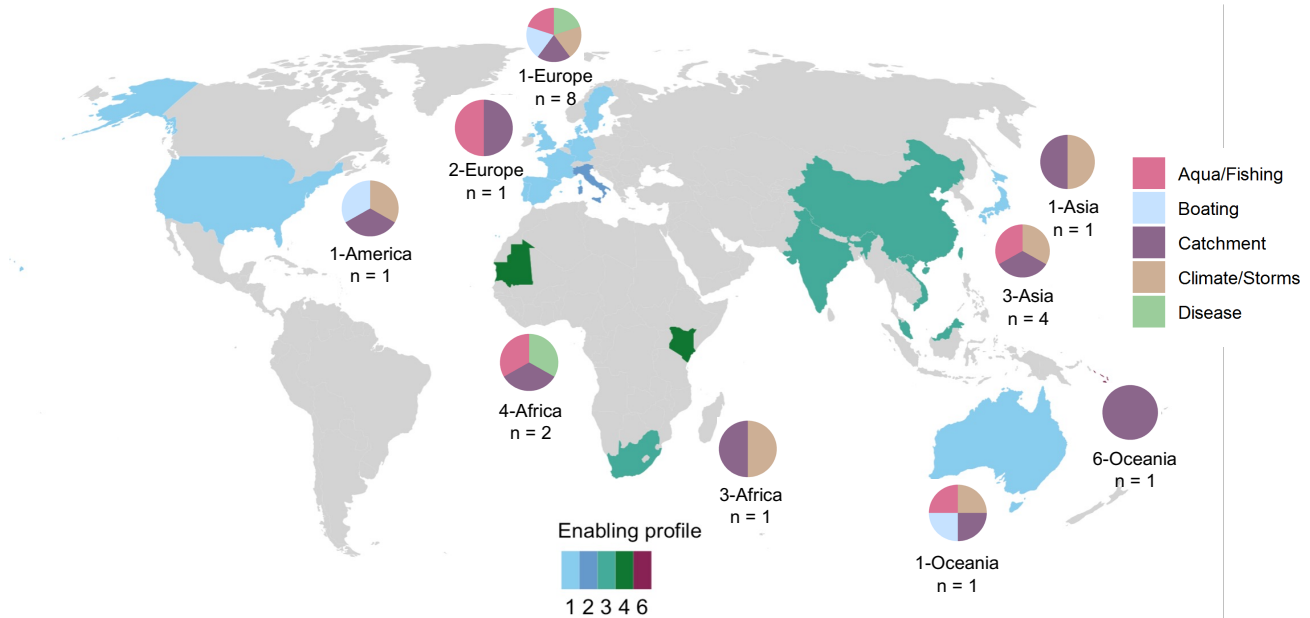 1-Europe
n = 8
2-Europe
n = 1
1-America
n = 1
1-Asia
n = 1
3-Asia
n = 4
Aqua/Fishing
Boating
Catchment
Climate/Storms
Disease
4-Africa
n = 2
3-Africa
n = 1
6-Oceania
n = 1
1-Oceania
n = 1
Enabling profile
1 2 3 4 6